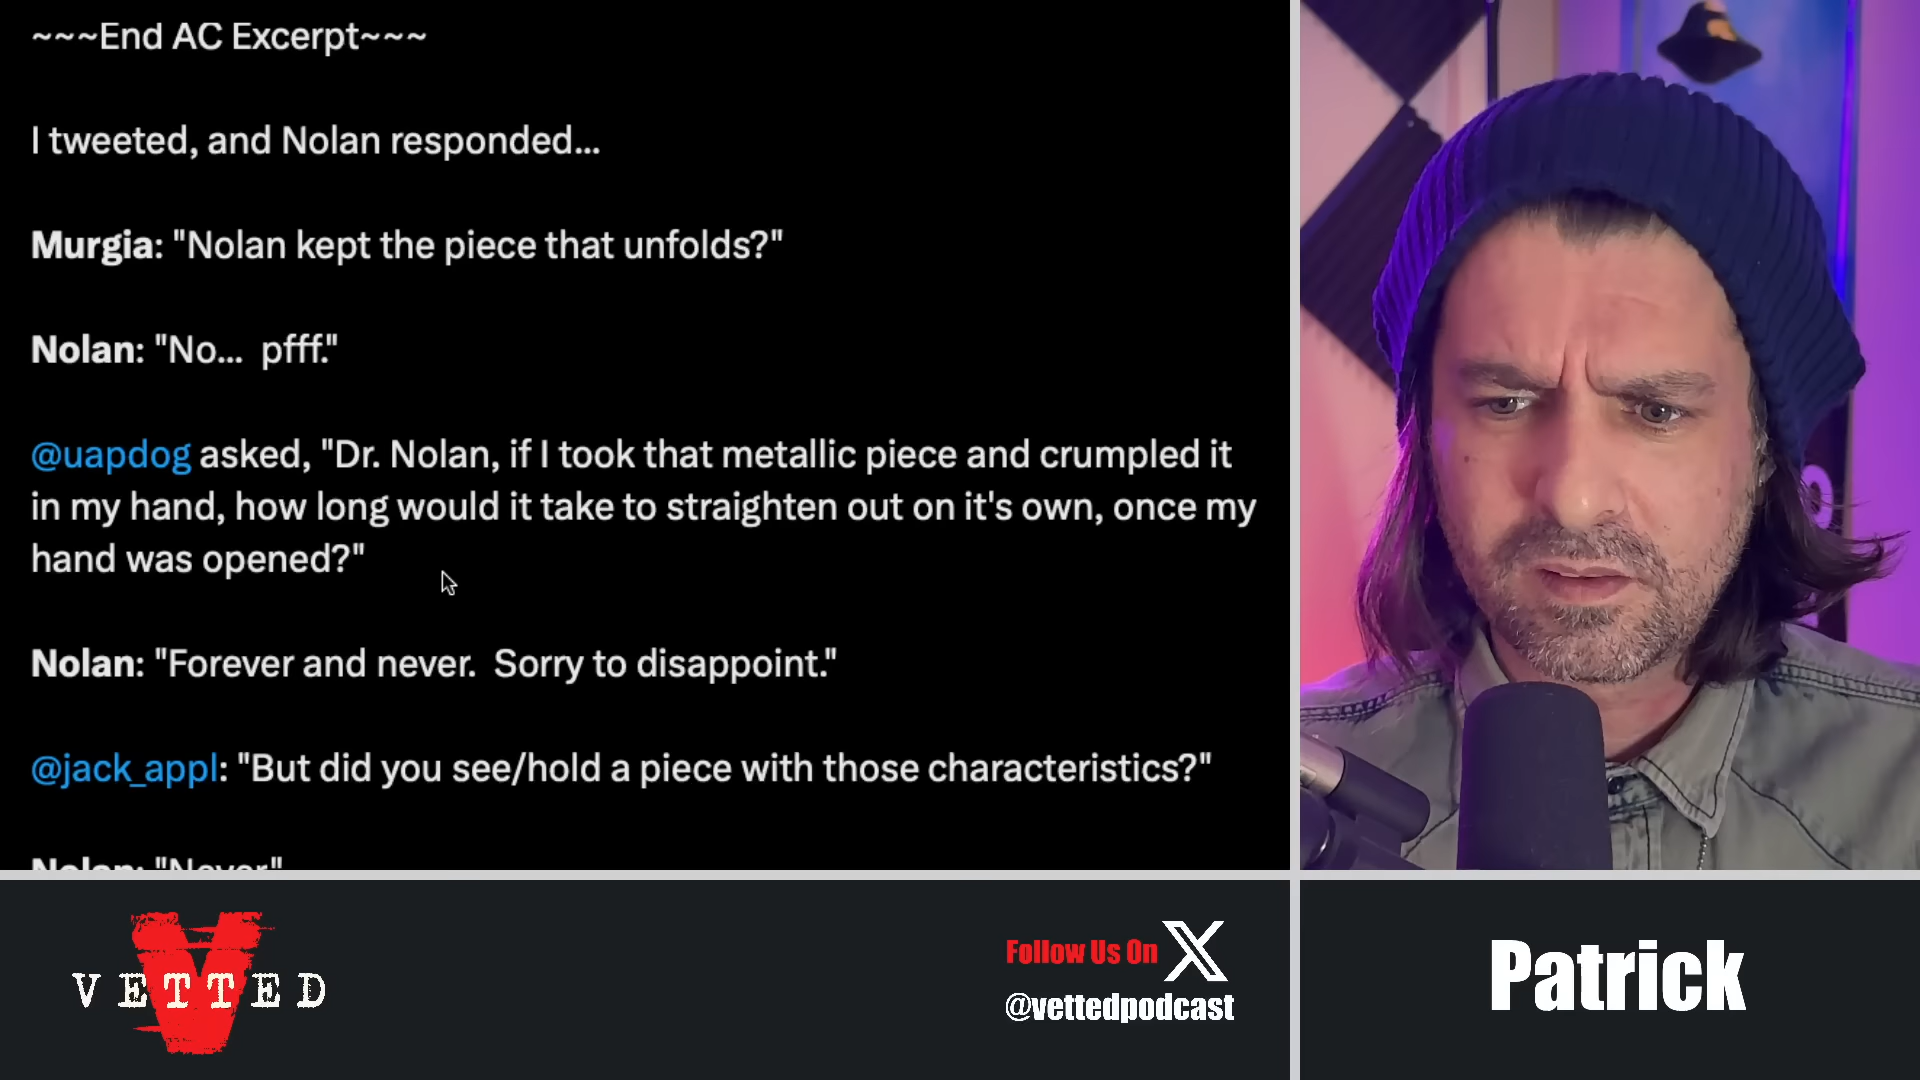 ~~~End AC Excerpt~~~
I tweeted, and Nolan responded...
Murgia: "Nolan kept the piece that unfolds?"
Nolan: "No...  pfff."
@uapdog asked, "Dr. Nolan, if I took that metallic piece and crumpled it
in my hand, how long would it take to straighten out on it's own, once my
hand was opened?"
Nolan: "Forever and never.  Sorry to disappoint."
@jack_appl: "But did you see/hold a piece with those characteristics?"
Nolan: "Never"
VETTED
Follow Us On X
@vettedpodcast
Patrick